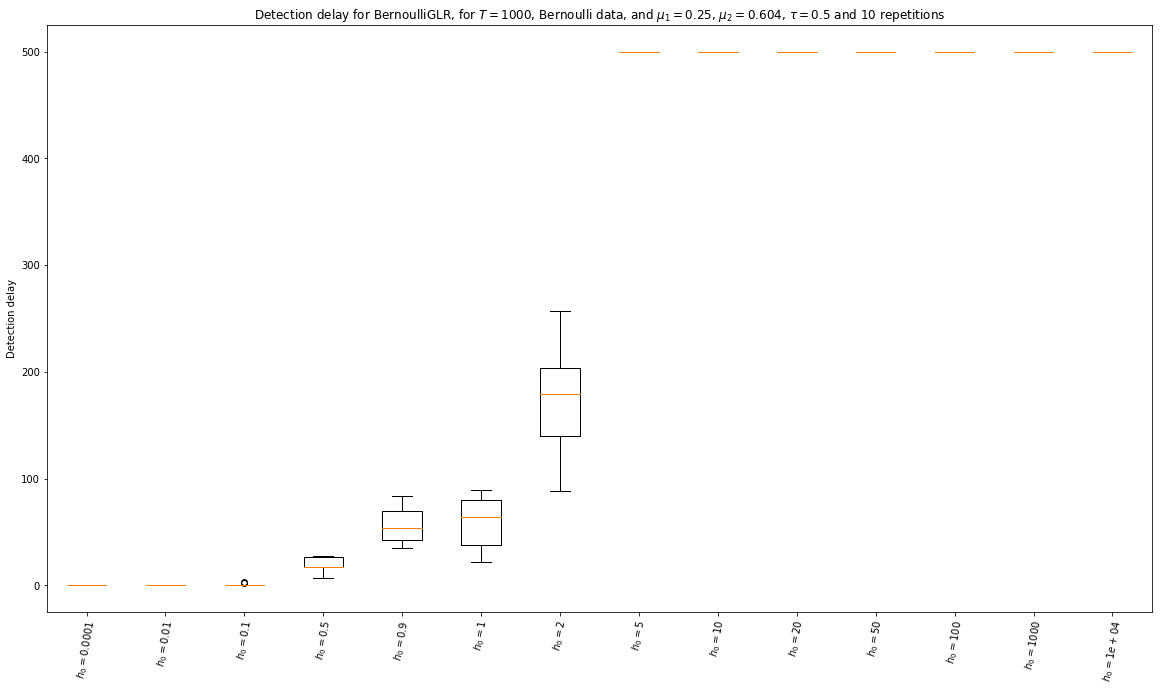 Detection delay for BernoulliGLR, for $T = 1000$, Bernoulli data, and $\mu_1 = 0.25$, $\mu_2 = 0.604$, $\tau = 0.5$ and 10 repetitions
500
400
300
200
100
0
Detection delay
$h_0 = 0.0001$
$h_0 = 0.01$
$h_0 = 0.1$
$h_0 = 0.5$
$h_0 = 0.9$
$h_0 = 1$
$h_0 = 2$
$h_0 = 5$
$h_0 = 10$
$h_0 = 20$
$h_0 = 50$
$h_0 = 100$
$h_0 = 1000$
$h_0 = 1e + 04$